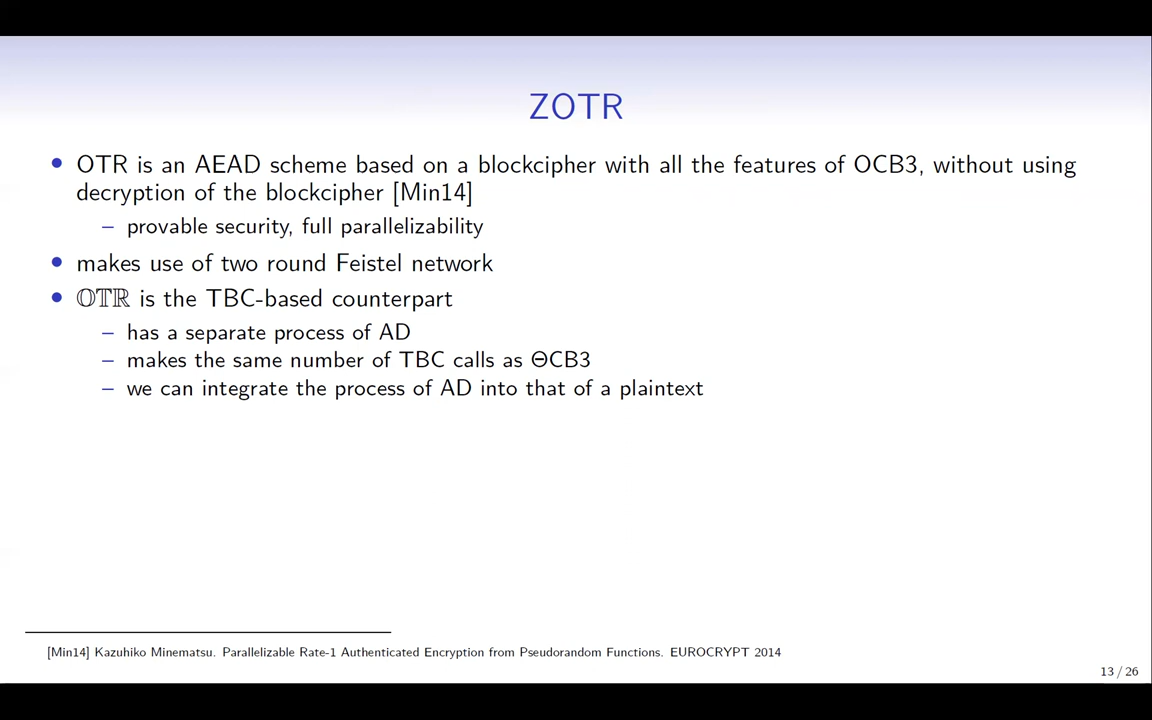 ZOTR
• OTR is an AEAD scheme based on a blockcipher with all the features of OCB3, without using
decryption of the blockcipher [Min14]
– provable security, full parallelizability
• makes use of two round Feistel network
• 𝕆𝕋ℝ is the TBC-based counterpart
– has a separate process of AD
– makes the same number of TBC calls as ΘCB3
– we can integrate the process of AD into that of a plaintext
[Min14] Kazuhiko Minematsu. Parallelizable Rate-1 Authenticated Encryption from Pseudorandom Functions. EUROCRYPT 2014
13 / 26